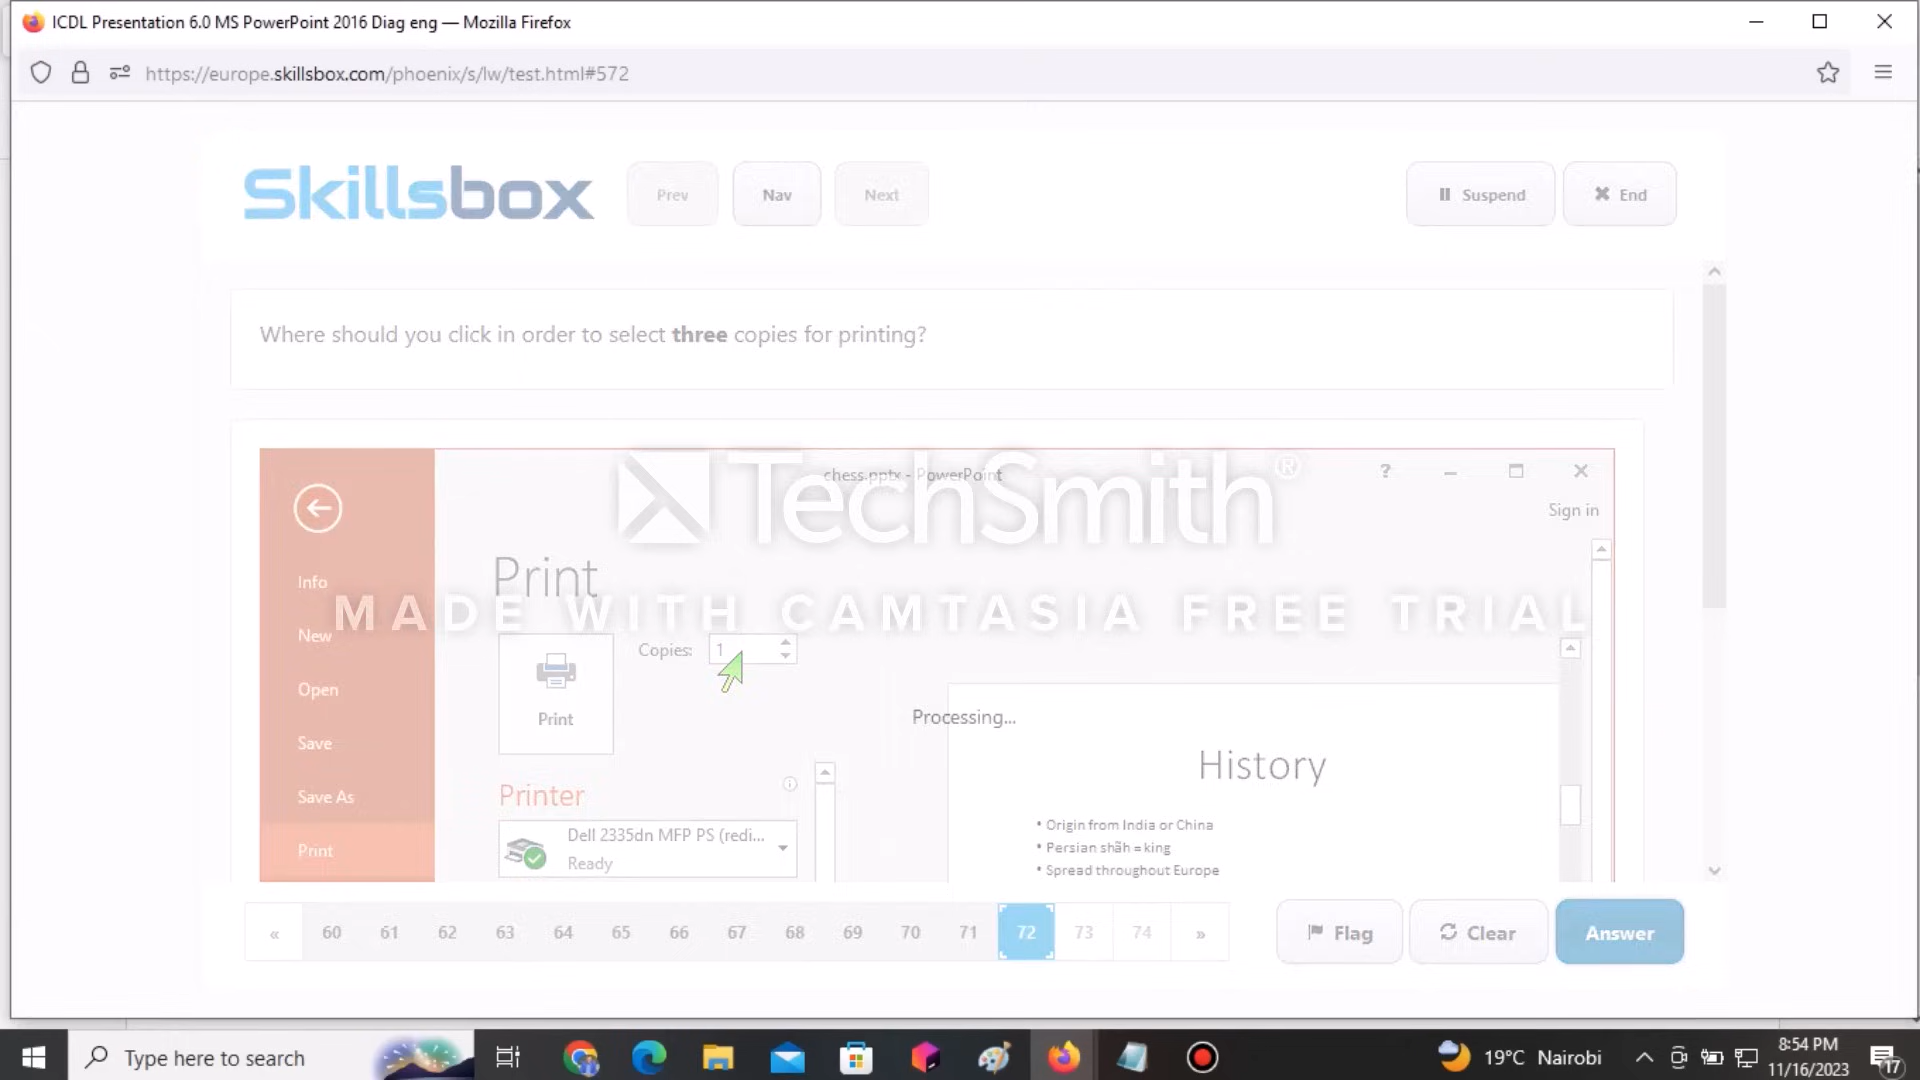 ICDL Presentation 6.0 MS PowerPoint 2016 Diag eng — Mozilla Firefox
https://europe.skillsbox.com/phoenix/s/lw/test.html#572
Skillsbox
Prev
Nav
Next
Suspend
End
Where should you click in order to select three copies for printing?
chess.pptx - PowerPoint
?
Sign in
TechSmith®
MADE WITH CAMTASIA FREE TRIAL
Info
New
Open
Save
Save As
Print
Print
Copies: 1
Print
Printer
Dell 2335dn MFP PS (redi...
Ready
Processing...
History
• Origin from India or China
• Persian shāh = king
• Spread throughout Europe
« 60 61 62 63 64 65 66 67 68 69 70 71 72 73 74 »
Flag
Clear
Answer
Type here to search
19°C Nairobi
8:54 PM
11/16/2023
17